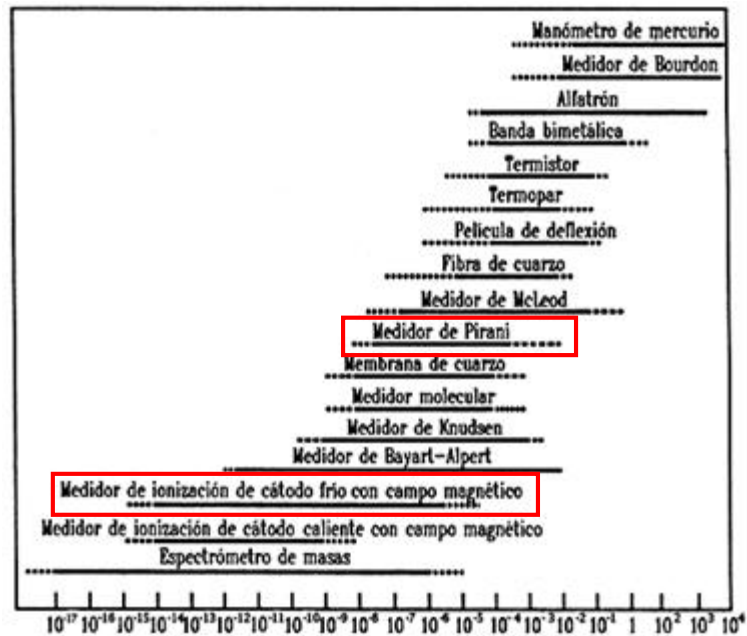 Manómetro de mercurio
Medidor de Bourdon
Alfatrón
Banda bimetálica
Termistor
Termopar
Película de deflexión
Fibra de cuarzo
Medidor de McLeod
Medidor de Pirani
Membrana de cuarzo
Medidor molecular
Medidor de Knudsen
Medidor de Bayart-Alpert
Medidor de ionización de cátodo frío con campo magnético
Medidor de ionización de cátodo caliente con campo magnético
Espectrómetro de masas
10⁻¹⁷ 10⁻¹⁶ 10⁻¹⁵ 10⁻¹⁴ 10⁻¹³ 10⁻¹² 10⁻¹¹ 10⁻¹⁰ 10⁻⁹ 10⁻⁸ 10⁻⁷ 10⁻⁶ 10⁻⁵ 10⁻⁴ 10⁻³ 10⁻² 10⁻¹ 1 10² 10³ 10⁴